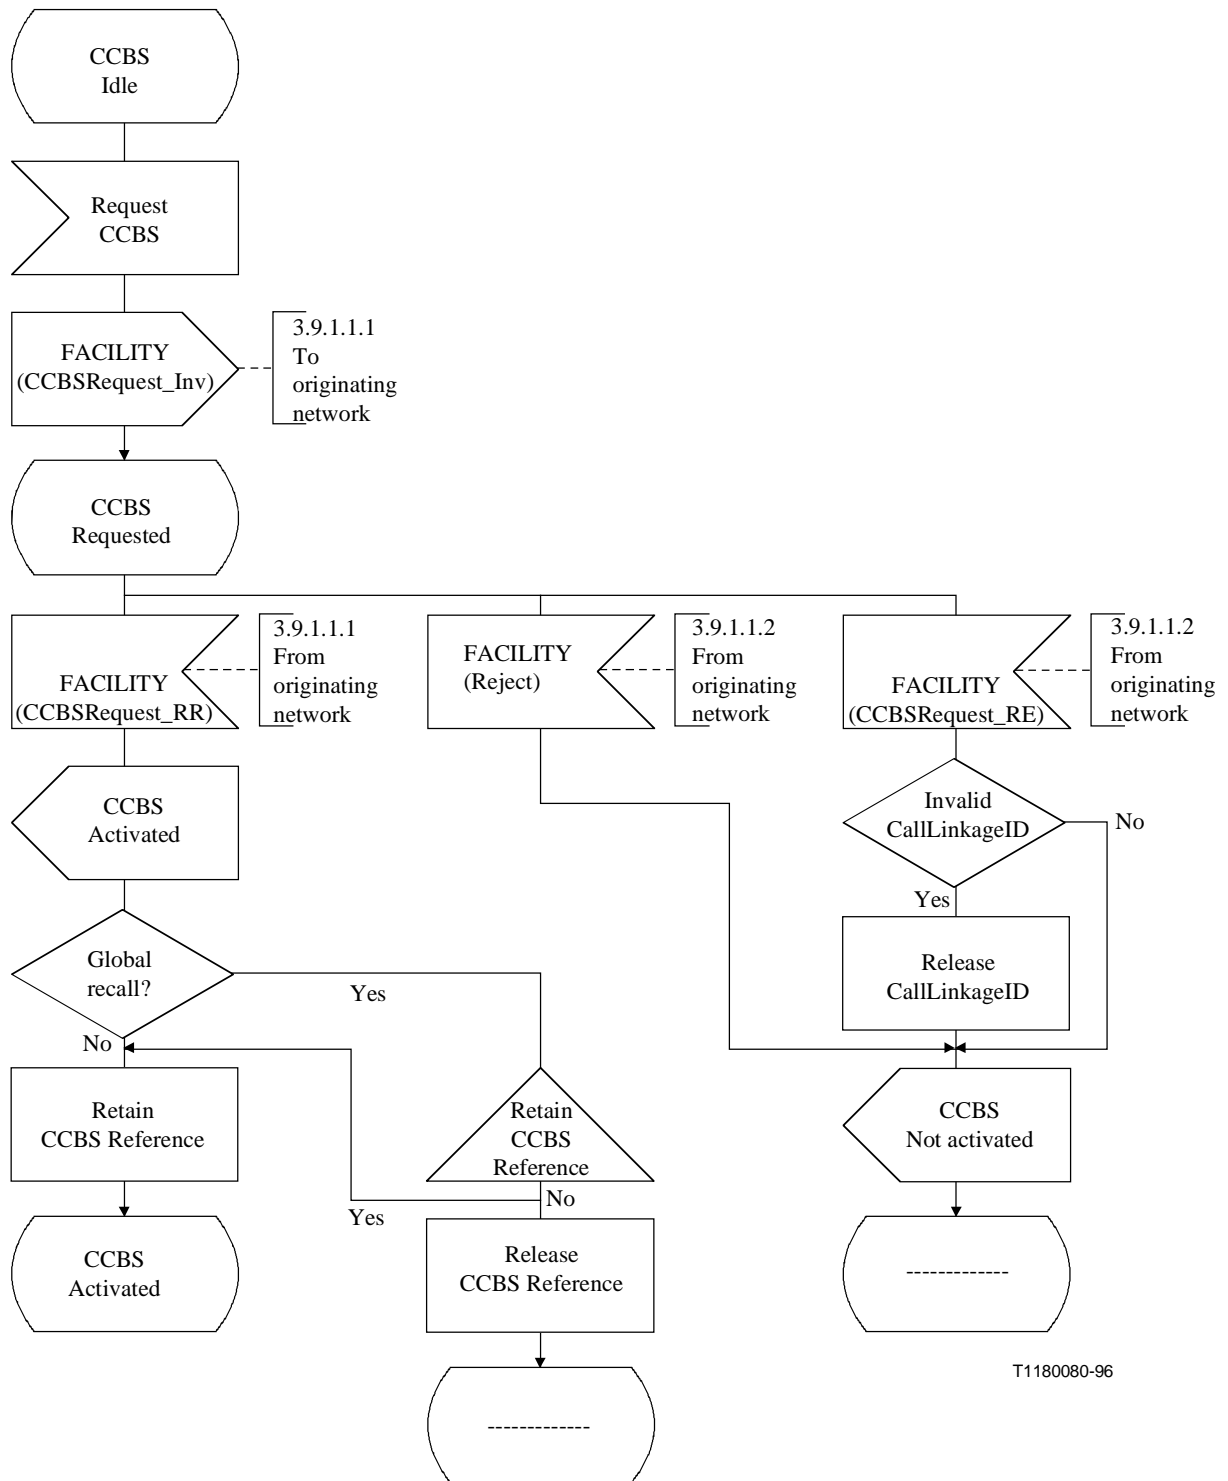 CCBS
Idle
Request
CCBS
FACILITY
(CCBSRequest_Inv)
3.9.1.1.1
To
originating
network
CCBS
Requested
FACILITY
(CCBSRequest_RR)
3.9.1.1.1
From
originating
network
FACILITY
(Reject)
3.9.1.1.2
From
originating
network
FACILITY
(CCBSRequest_RE)
3.9.1.1.2
From
originating
network
CCBS
Activated
Invalid
CallLinkageID
No
Yes
Global
recall?
Yes
No
Release
CallLinkageID
Retain
CCBS Reference
Retain
CCBS
Reference
CCBS
Not activated
No
Yes
CCBS
Activated
Release
CCBS Reference
-------------
-------------
T1180080-96